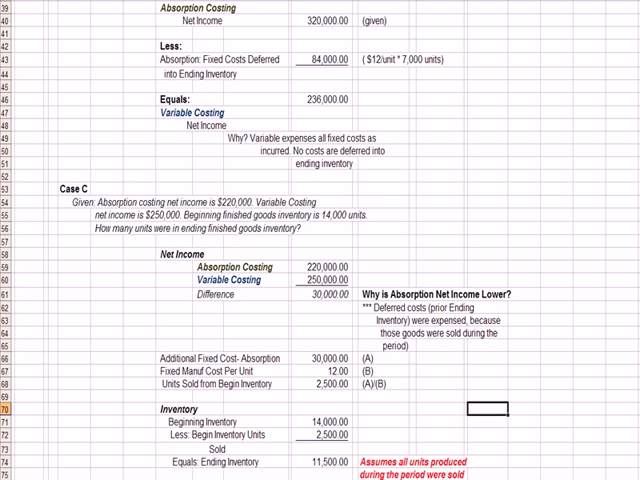 39 Absorption Costing
40 Net Income 320,000.00 (given)
41
42 Less:
43 Absorption: Fixed Costs Deferred 84,000.00 ( $12/unit * 7,000 units)
44 into Ending Inventory
45
46 Equals: 236,000.00
47 Variable Costing
48 Net Income
49 Why? Variable expenses all fixed costs as
50 incurred. No costs are deferred into
51 ending inventory
52
53 Case C
54 Given: Absorption costing net income is $220,000. Variable Costing
55 net income is $250,000. Beginning finished goods inventory is 14,000 units.
56 How many units were in ending finished goods inventory?
57
58 Net Income
59 Absorption Costing 220,000.00
60 Variable Costing 250,000.00
61 Difference 30,000.00 Why is Absorption Net Income Lower?
62 *** Deferred costs (prior Ending
63 Inventory) were expensed, because
64 those goods were sold during the
65 period)
66 Additional Fixed Cost- Absorption 30,000.00 (A)
67 Fixed Manuf Cost Per Unit 12.00 (B)
68 Units Sold from Begin Inventory 2,500.00 (A)/(B)
69
70 Inventory
71 Beginning Inventory 14,000.00
72 Less: Begin Inventory Units 2,500.00
73 Sold
74 Equals: Ending Inventory 11,500.00 Assumes all units produced
75 during the period were sold